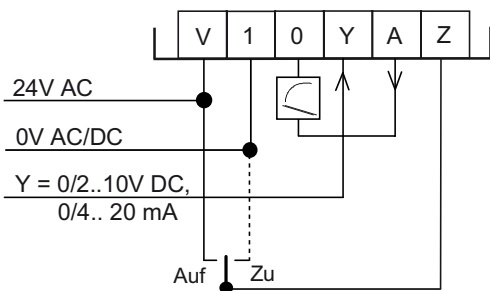 V 1 0 Y A Z
24V AC
0V AC/DC
Y = 0/2..10V DC,
0/4.. 20 mA
Auf Zu